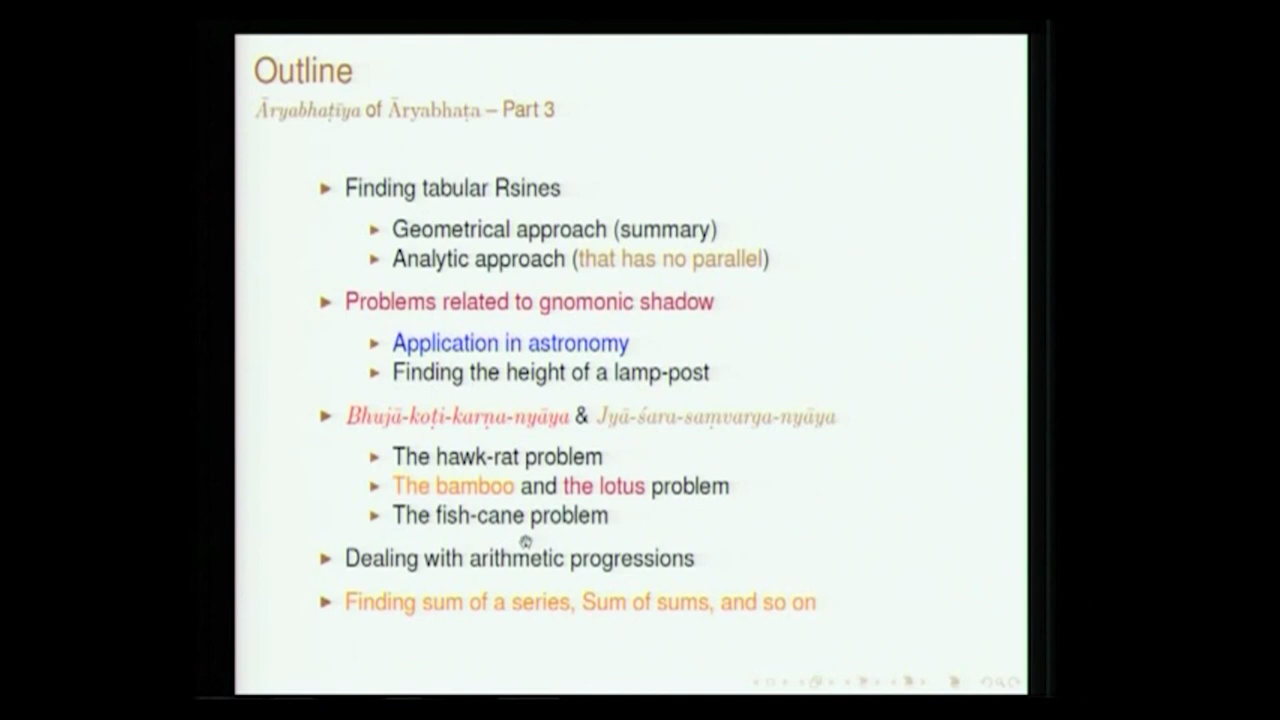 Outline
Āryabhaṭīya of Āryabhaṭa – Part 3
Finding tabular Rsines
Geometrical approach (summary)
Analytic approach (that has no parallel)
Problems related to gnomonic shadow
Application in astronomy
Finding the height of a lamp-post
Bhujā-koṭi-karṇa-nyāya & Jyā-śara-saṃvarga-nyāya
The hawk-rat problem
The bamboo and the lotus problem
The fish-cane problem
Dealing with arithmetic progressions
Finding sum of a series, Sum of sums, and so on